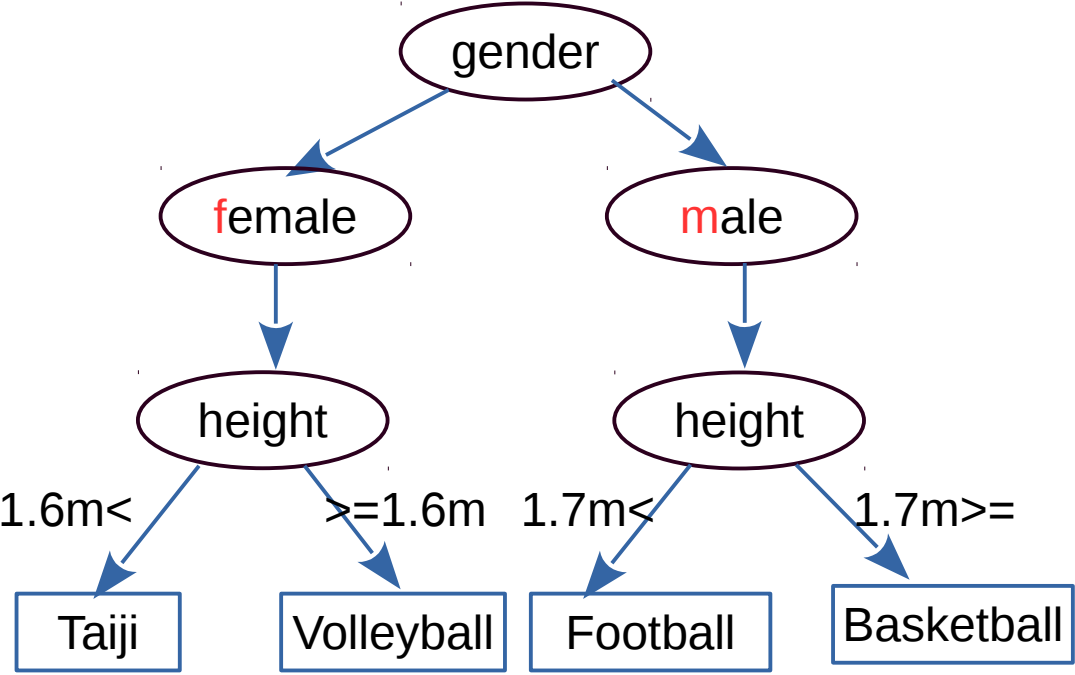 gender
female
male
height
height
1.6m<
>=1.6m
1.7m<
1.7m>=
Taiji
Volleyball
Football
Basketball